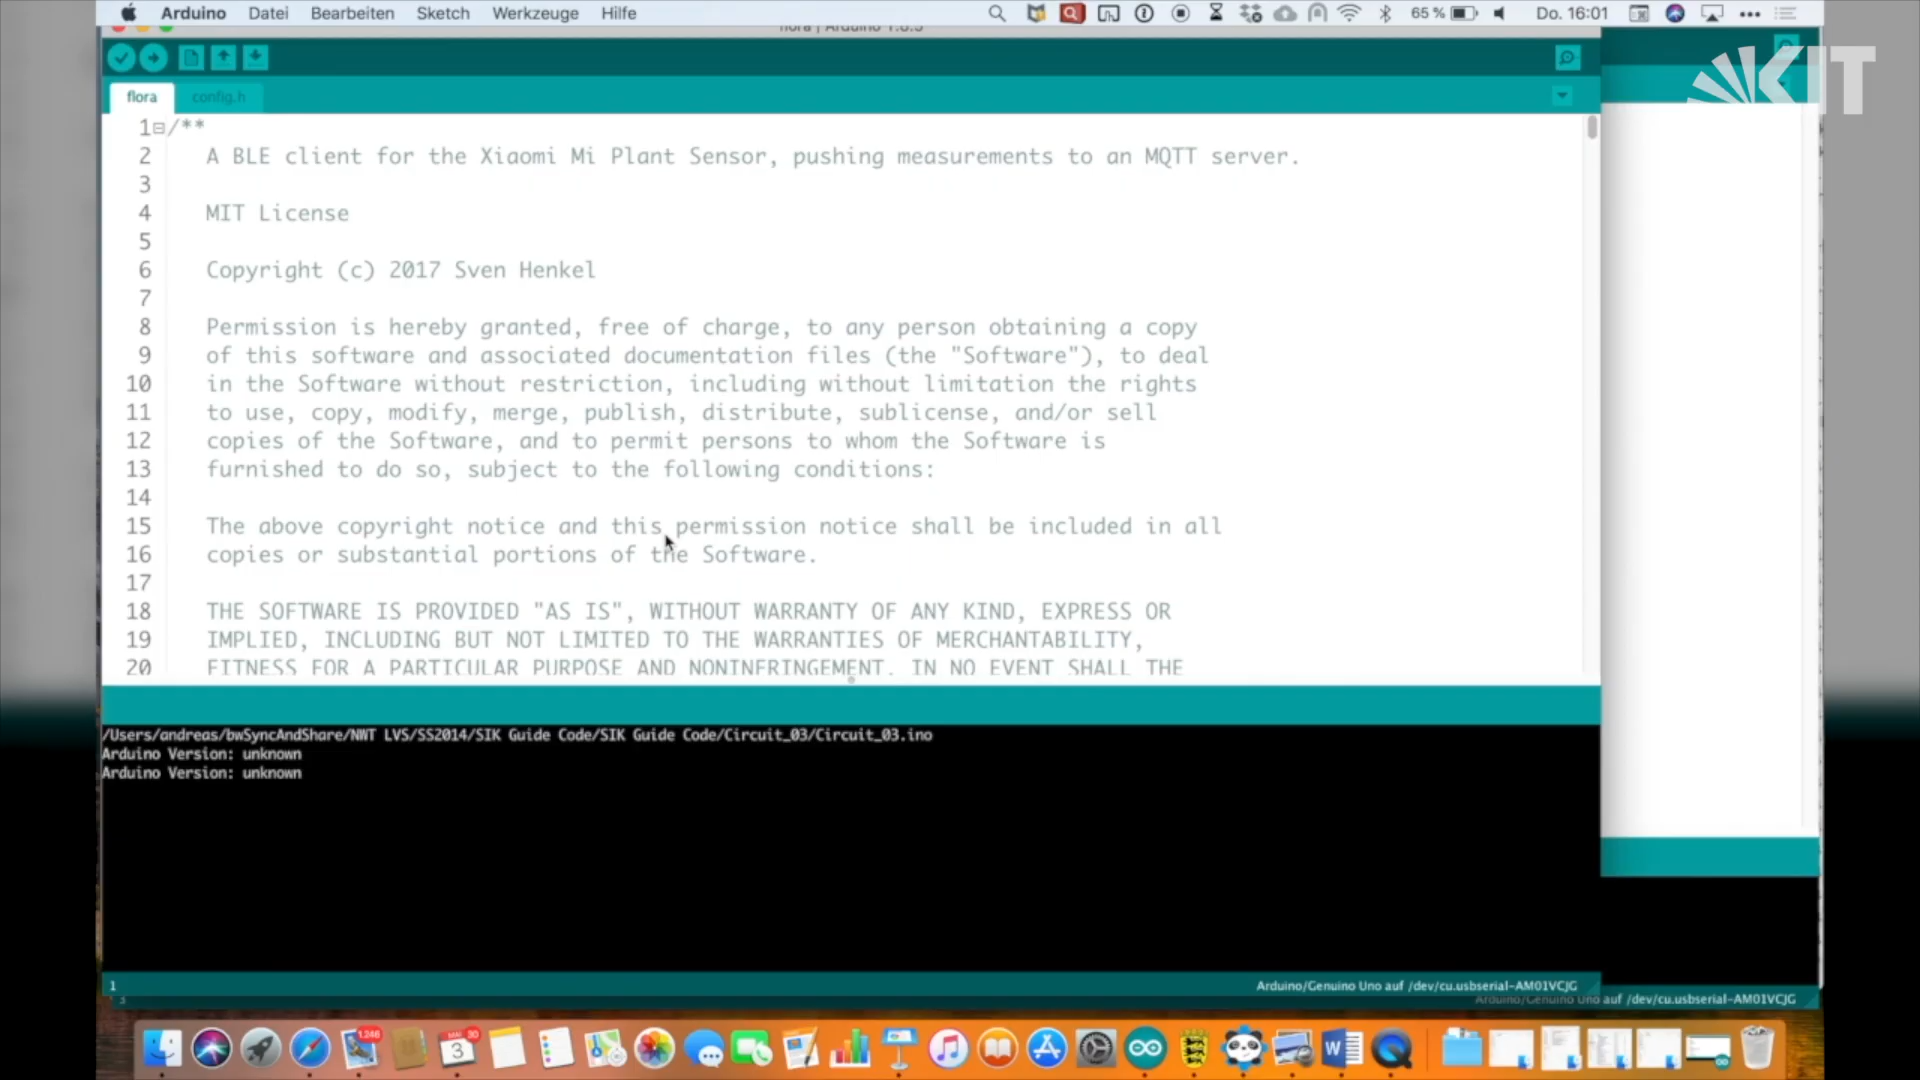 Arduino Datei Bearbeiten Sketch Werkzeuge Hilfe 65 % Do. 16:01
flora | Arduino 1.8.5
KIT
flora config.h
1 /**
2 A BLE client for the Xiaomi Mi Plant Sensor, pushing measurements to an MQTT server.
3
4 MIT License
5
6 Copyright (c) 2017 Sven Henkel
7
8 Permission is hereby granted, free of charge, to any person obtaining a copy
9 of this software and associated documentation files (the "Software"), to deal
10 in the Software without restriction, including without limitation the rights
11 to use, copy, modify, merge, publish, distribute, sublicense, and/or sell
12 copies of the Software, and to permit persons to whom the Software is
13 furnished to do so, subject to the following conditions:
14
15 The above copyright notice and this permission notice shall be included in all
16 copies or substantial portions of the Software.
17
18 THE SOFTWARE IS PROVIDED "AS IS", WITHOUT WARRANTY OF ANY KIND, EXPRESS OR
19 IMPLIED, INCLUDING BUT NOT LIMITED TO THE WARRANTIES OF MERCHANTABILITY,
20 FITNESS FOR A PARTICULAR PURPOSE AND NONINFRINGEMENT. IN NO EVENT SHALL THE
/Users/andreas/bwSyncAndShare/NWT LVS/SS2014/SIK Guide Code/SIK Guide Code/Circuit_03/Circuit_03.ino
Arduino Version: unknown
Arduino Version: unknown
1 Arduino/Genuino Uno auf /dev/cu.usbserial-AM01VCJG
3 Arduino/Genuino Uno auf /dev/cu.usbserial-AM01VCJG
1.246
30
3
W